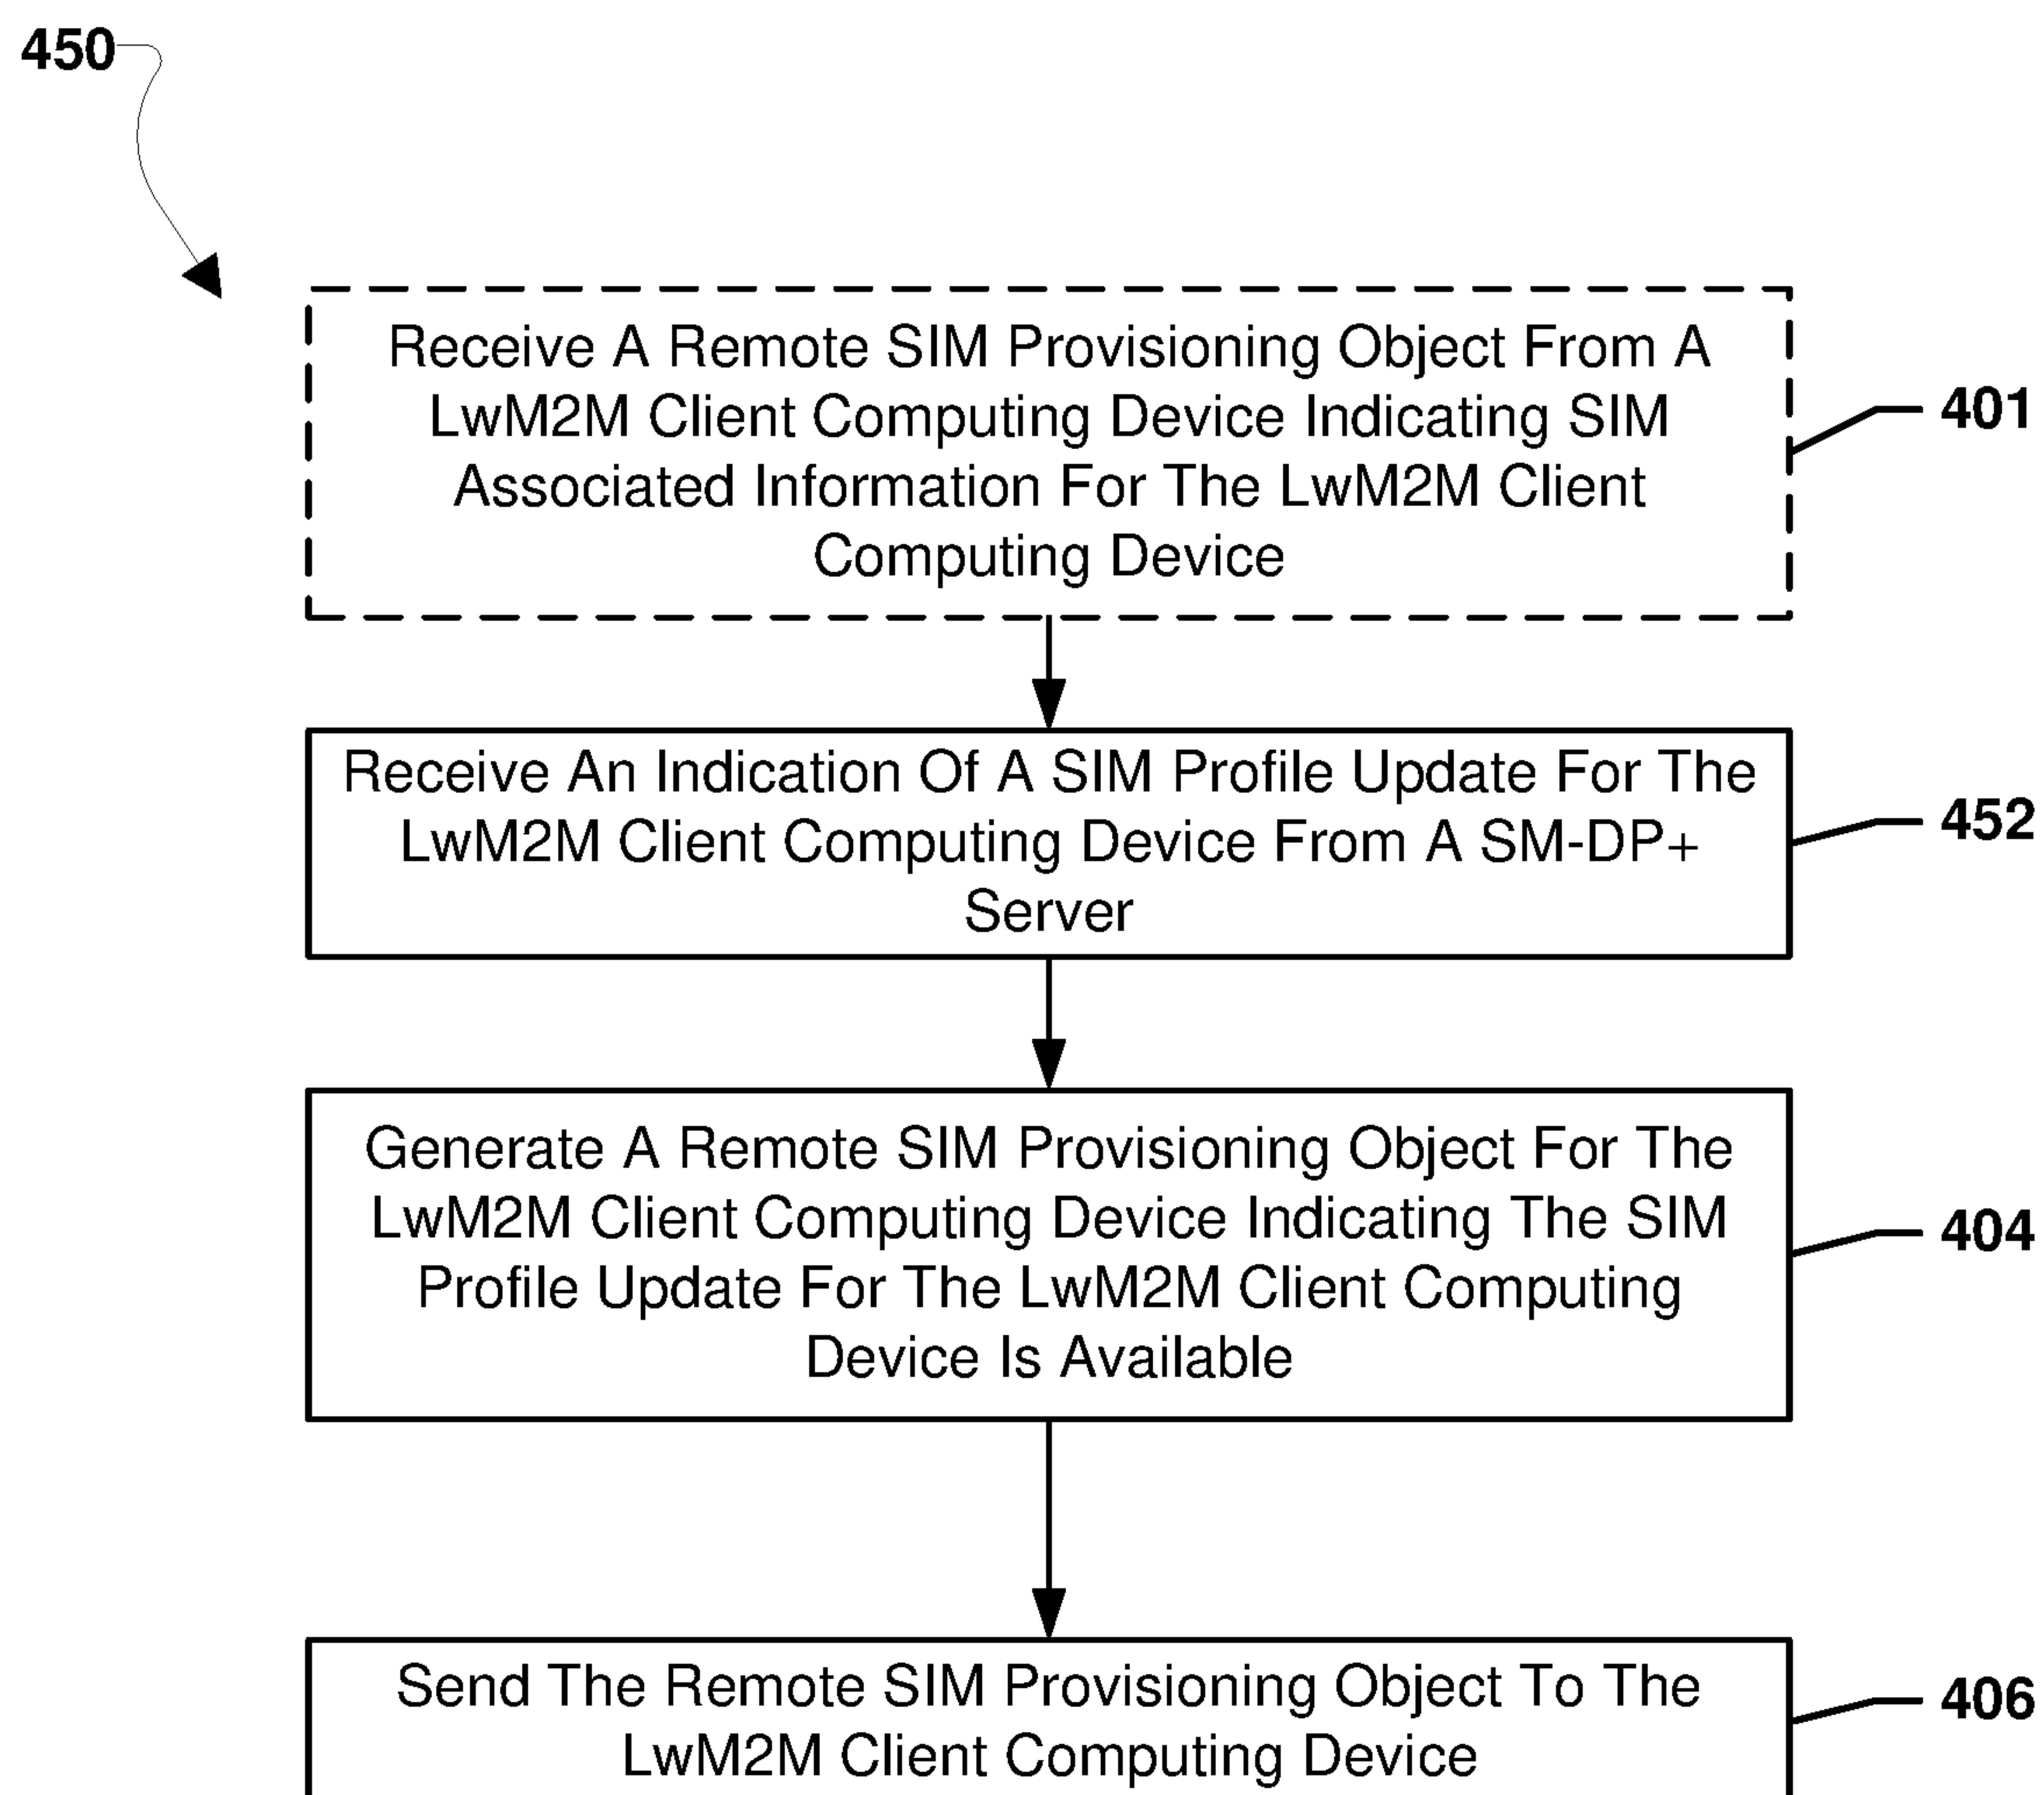 450
Receive A Remote SIM Provisioning Object From A
LwM2M Client Computing Device Indicating SIM
Associated Information For The LwM2M Client
Computing Device
401
Receive An Indication Of A SIM Profile Update For The
LwM2M Client Computing Device From A SM-DP+
Server
452
Generate A Remote SIM Provisioning Object For The
LwM2M Client Computing Device Indicating The SIM
Profile Update For The LwM2M Client Computing
Device Is Available
404
Send The Remote SIM Provisioning Object To The
LwM2M Client Computing Device
406